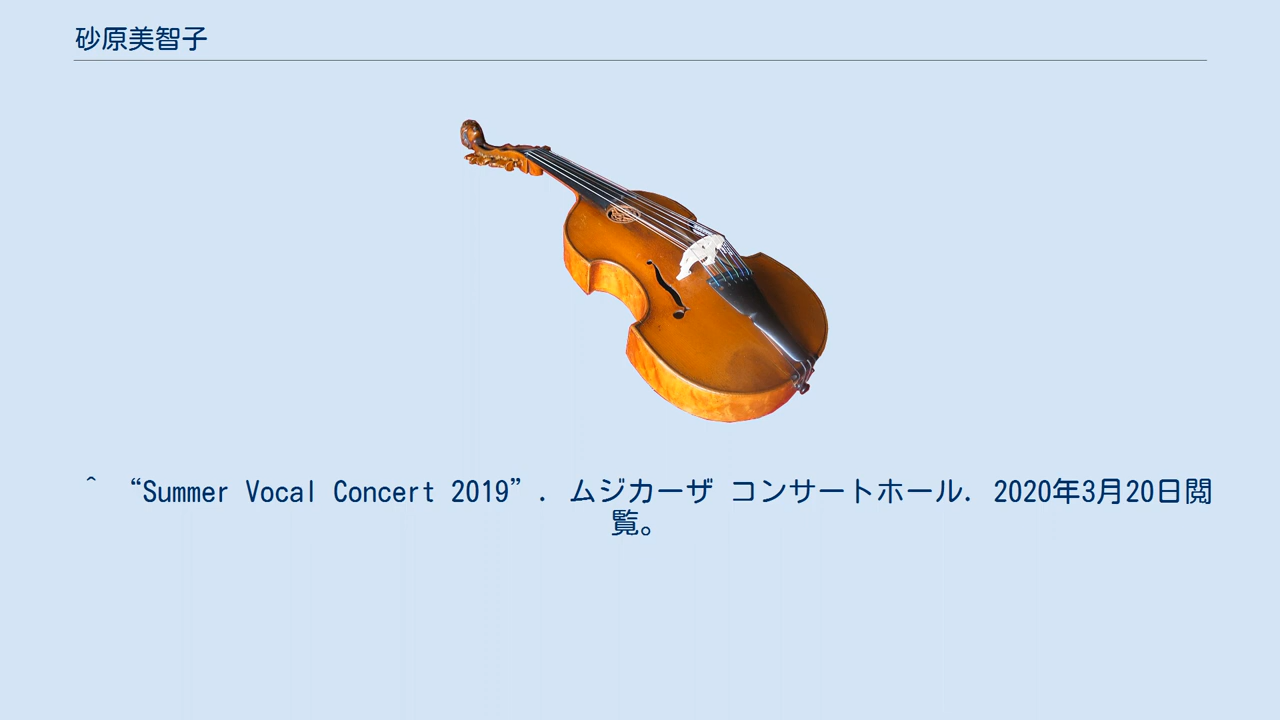 砂原美智子
^ “Summer Vocal Concert 2019”. ムジカーザ コンサートホール. 2020年3月20日閲
覧。